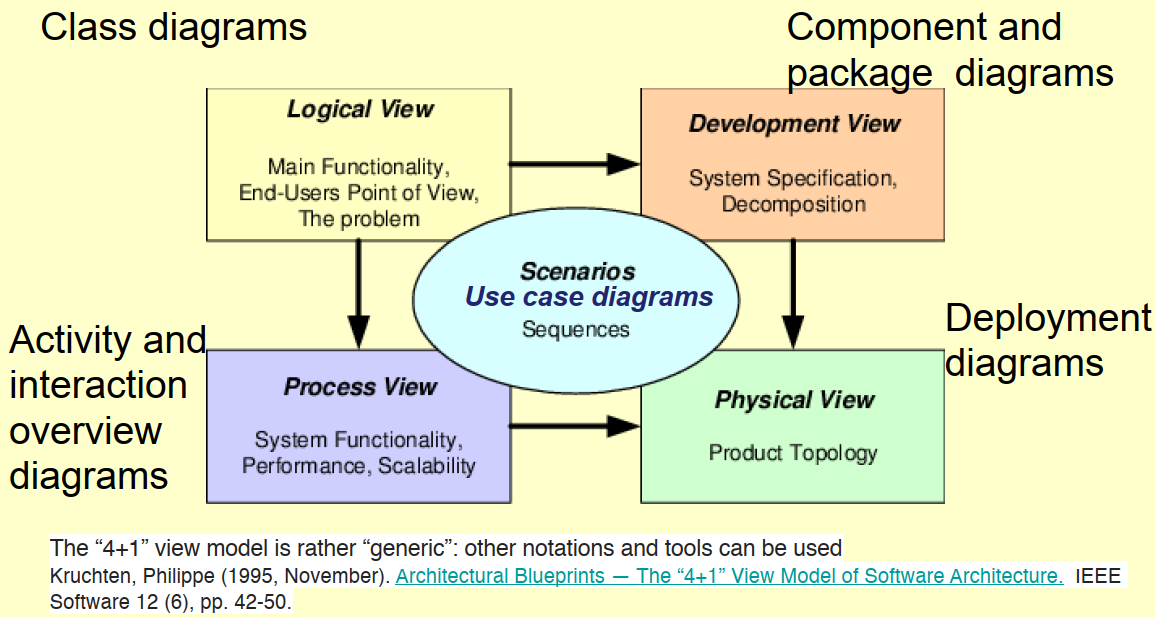 Class diagrams
Component and
package diagrams
Logical View
Main Functionality,
End-Users Point of View,
The problem
Development View
System Specification,
Decomposition
Scenarios
Use case diagrams
Sequences
Activity and
interaction
overview
diagrams
Deployment
diagrams
Process View
System Functionality,
Performance, Scalability
Physical View
Product Topology
The “4+1” view model is rather “generic”: other notations and tools can be used
Kruchten, Philippe (1995, November). Architectural Blueprints — The “4+1” View Model of Software Architecture. IEEE
Software 12 (6), pp. 42-50.